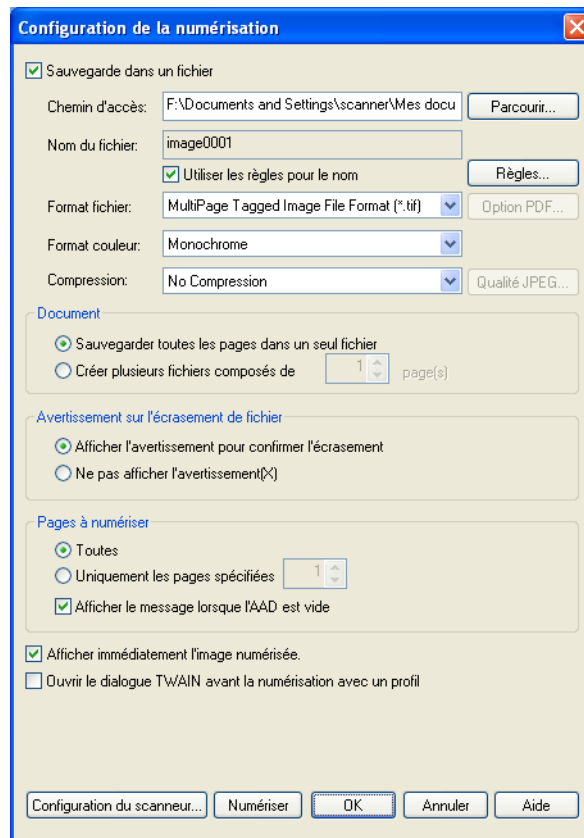 Configuration de la numérisation
Sauvegarde dans un fichier
Chemin d'accès: F:\Documents and Settings\scanner\Mes docu Parcourir...
Nom du fichier: image0001
Utiliser les règles pour le nom Règles...
Format fichier: MultiPage Tagged Image File Format (*.tif) Option PDF...
Format couleur: Monochrome
Compression: No Compression Qualité JPEG...
Document
Sauvegarder toutes les pages dans un seul fichier
Créer plusieurs fichiers composés de 1 page(s)
Avertissement sur l'écrasement de fichier
Afficher l'avertissement pour confirmer l'écrasement
Ne pas afficher l'avertissement(X)
Pages à numériser
Toutes
Uniquement les pages spécifiées 1
Afficher le message lorsque l'AAD est vide
Afficher immédiatement l'image numérisée.
Ouvrir le dialogue TWAIN avant la numérisation avec un profil
Configuration du scanneur... Numériser OK Annuler Aide